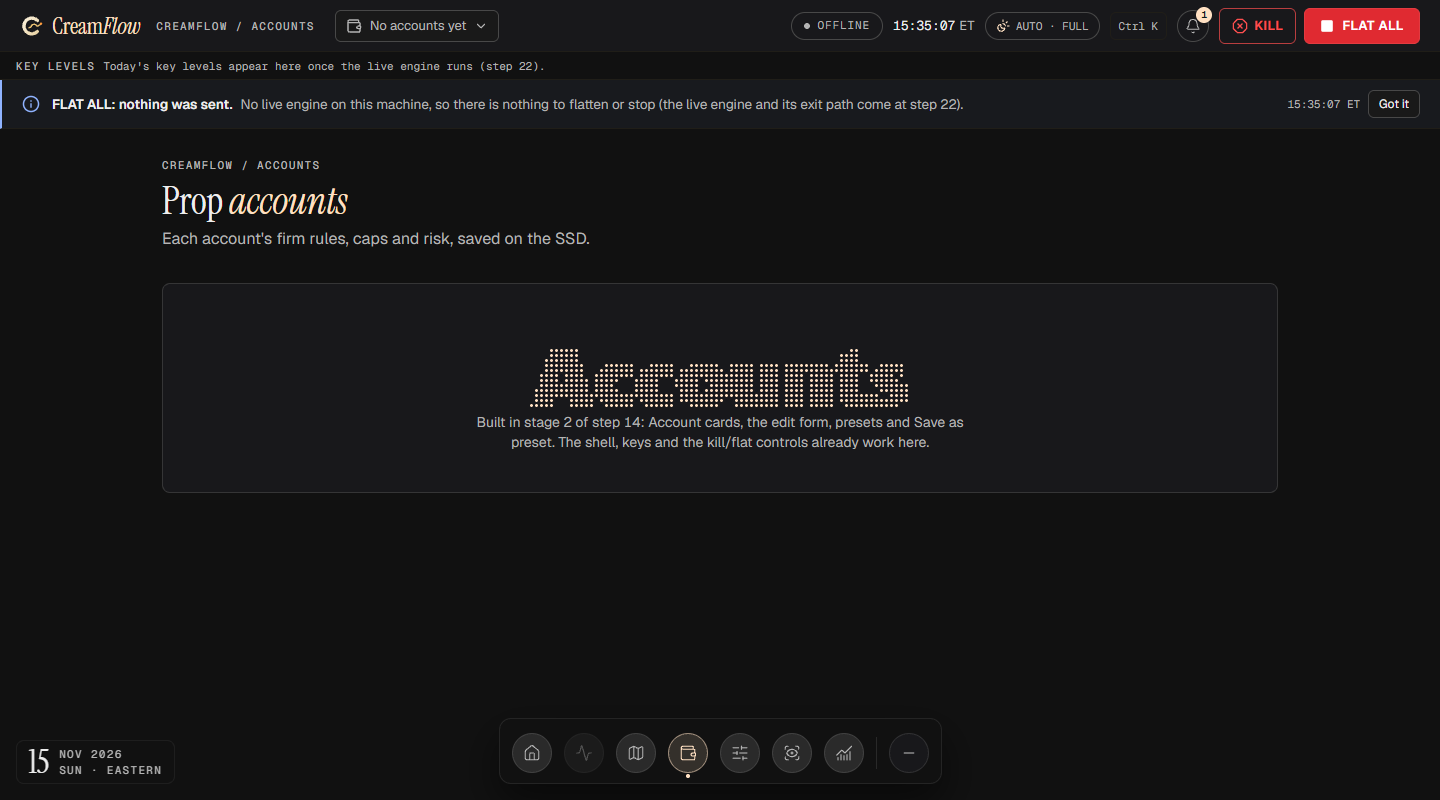 CreamFlow CREAMFLOW / ACCOUNTS No accounts yet OFFLINE 15:35:07 ET AUTO · FULL Ctrl K 1 KILL FLAT ALL
KEY LEVELS Today's key levels appear here once the live engine runs (step 22).
FLAT ALL: nothing was sent. No live engine on this machine, so there is nothing to flatten or stop (the live engine and its exit path come at step 22). 15:35:07 ET Got it
CREAMFLOW / ACCOUNTS
Prop accounts
Each account's firm rules, caps and risk, saved on the SSD.
Accounts
Built in stage 2 of step 14: Account cards, the edit form, presets and Save as
preset. The shell, keys and the kill/flat controls already work here.
15 NOV 2026
SUN · EASTERN